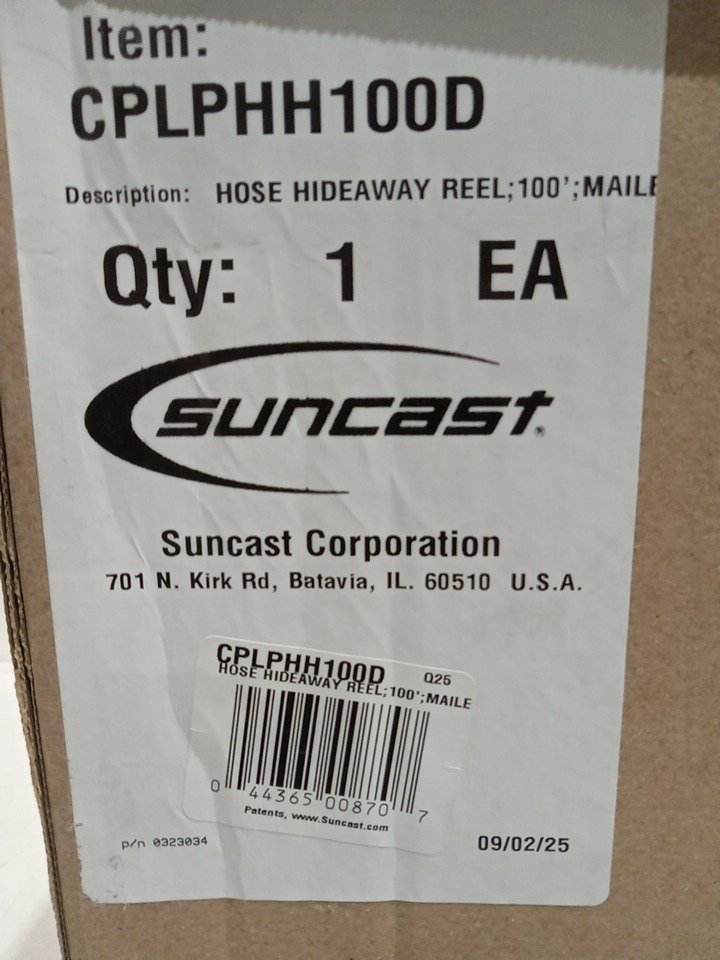 Item:
CPLPHH100D
Description: HOSE HIDEAWAY REEL;100';MAILE
Qty: 1 EA
suncast®
Suncast Corporation
701 N. Kirk Rd, Batavia, IL. 60510 U.S.A.
CPLPHH100D Q25
HOSE HIDEAWAY REEL;100';MAILE
0 44365 00870 7
Patents, www.Suncast.com
p/n 0323034 09/02/25